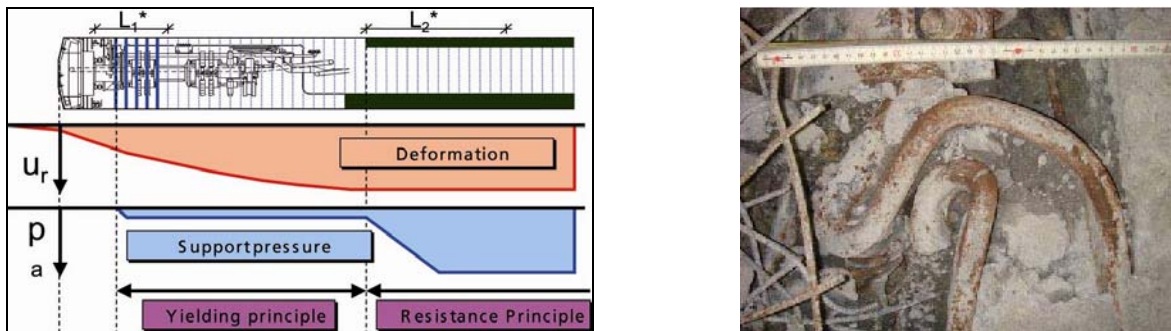 L₁*
L₂*
Deformation
uᵣ
p
a
Supportpressure
Yielding principle
Resistance Principle